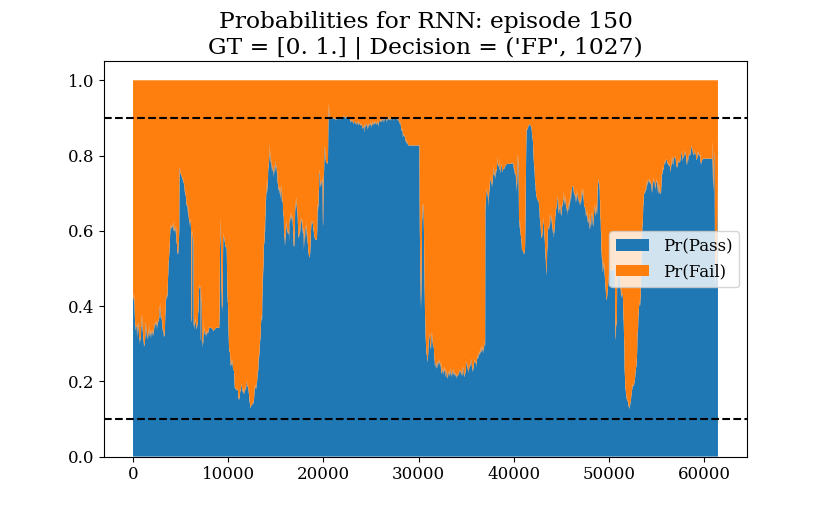 Probabilities for RNN: episode 150
GT = [0. 1.] | Decision = ('FP', 1027)
1.0
0.8
0.6
0.4
0.2
0.0
Pr(Pass)
Pr(Fail)
0 10000 20000 30000 40000 50000 60000